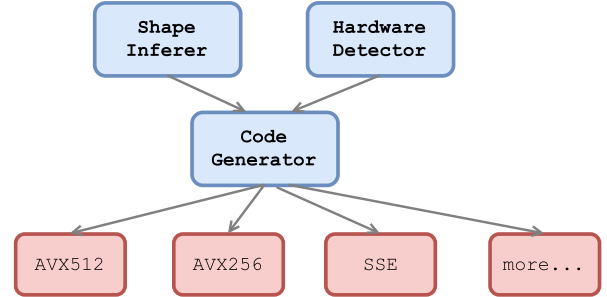 Shape
Inferer
Hardware
Detector
Code
Generator
AVX512
AVX256
SSE
more...